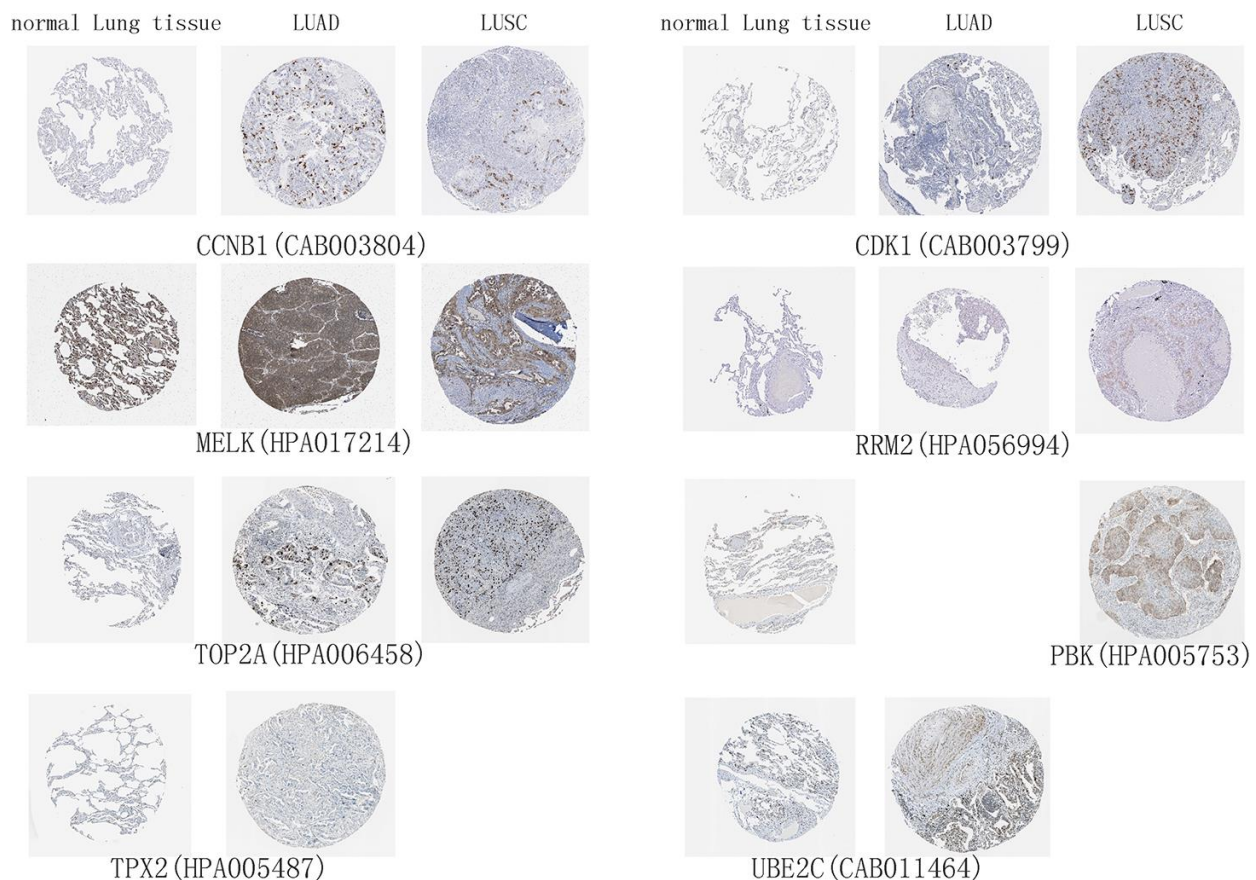 normal Lung tissue LUAD LUSC normal Lung tissue LUAD LUSC
CCNB1(CAB003804) CDK1(CAB003799)
MELK(HPA017214) RRM2(HPA056994)
TOP2A(HPA006458) PBK(HPA005753)
TPX2(HPA005487) UBE2C(CAB011464)